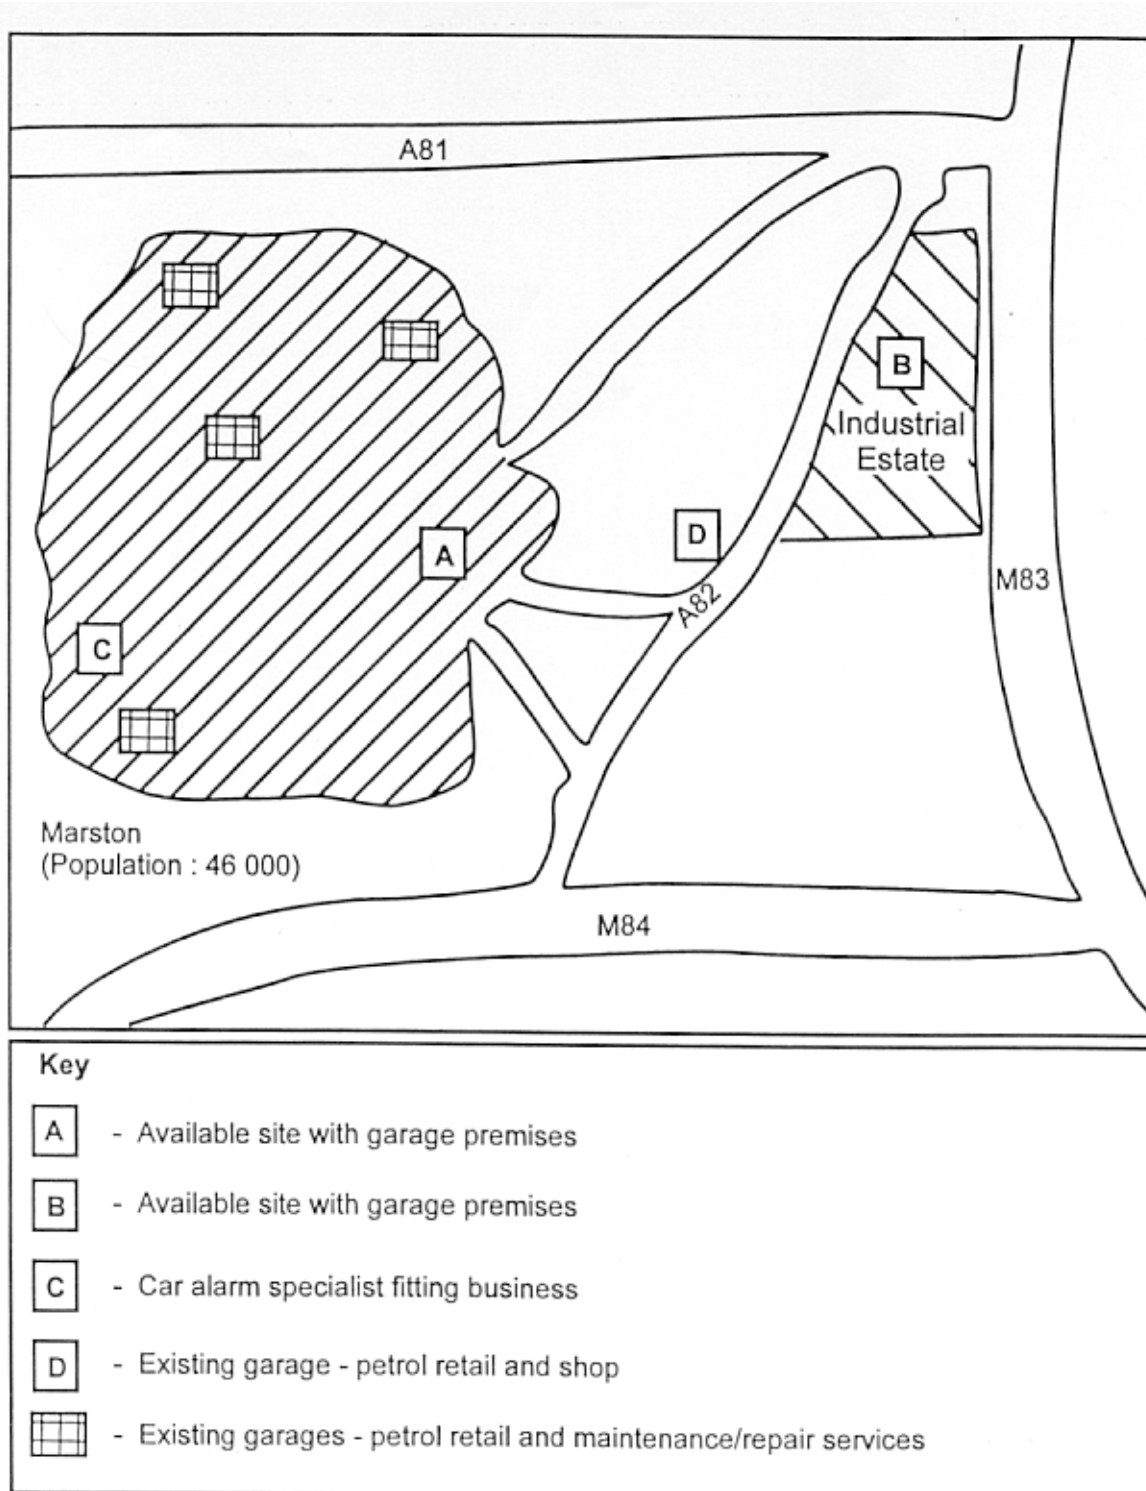 A81
B
Industrial
Estate
D
A
A82
M83
C
Marston
(Population : 46 000)
M84
Key
A - Available site with garage premises
B - Available site with garage premises
C - Car alarm specialist fitting business
D - Existing garage - petrol retail and shop
- Existing garages - petrol retail and maintenance/repair services